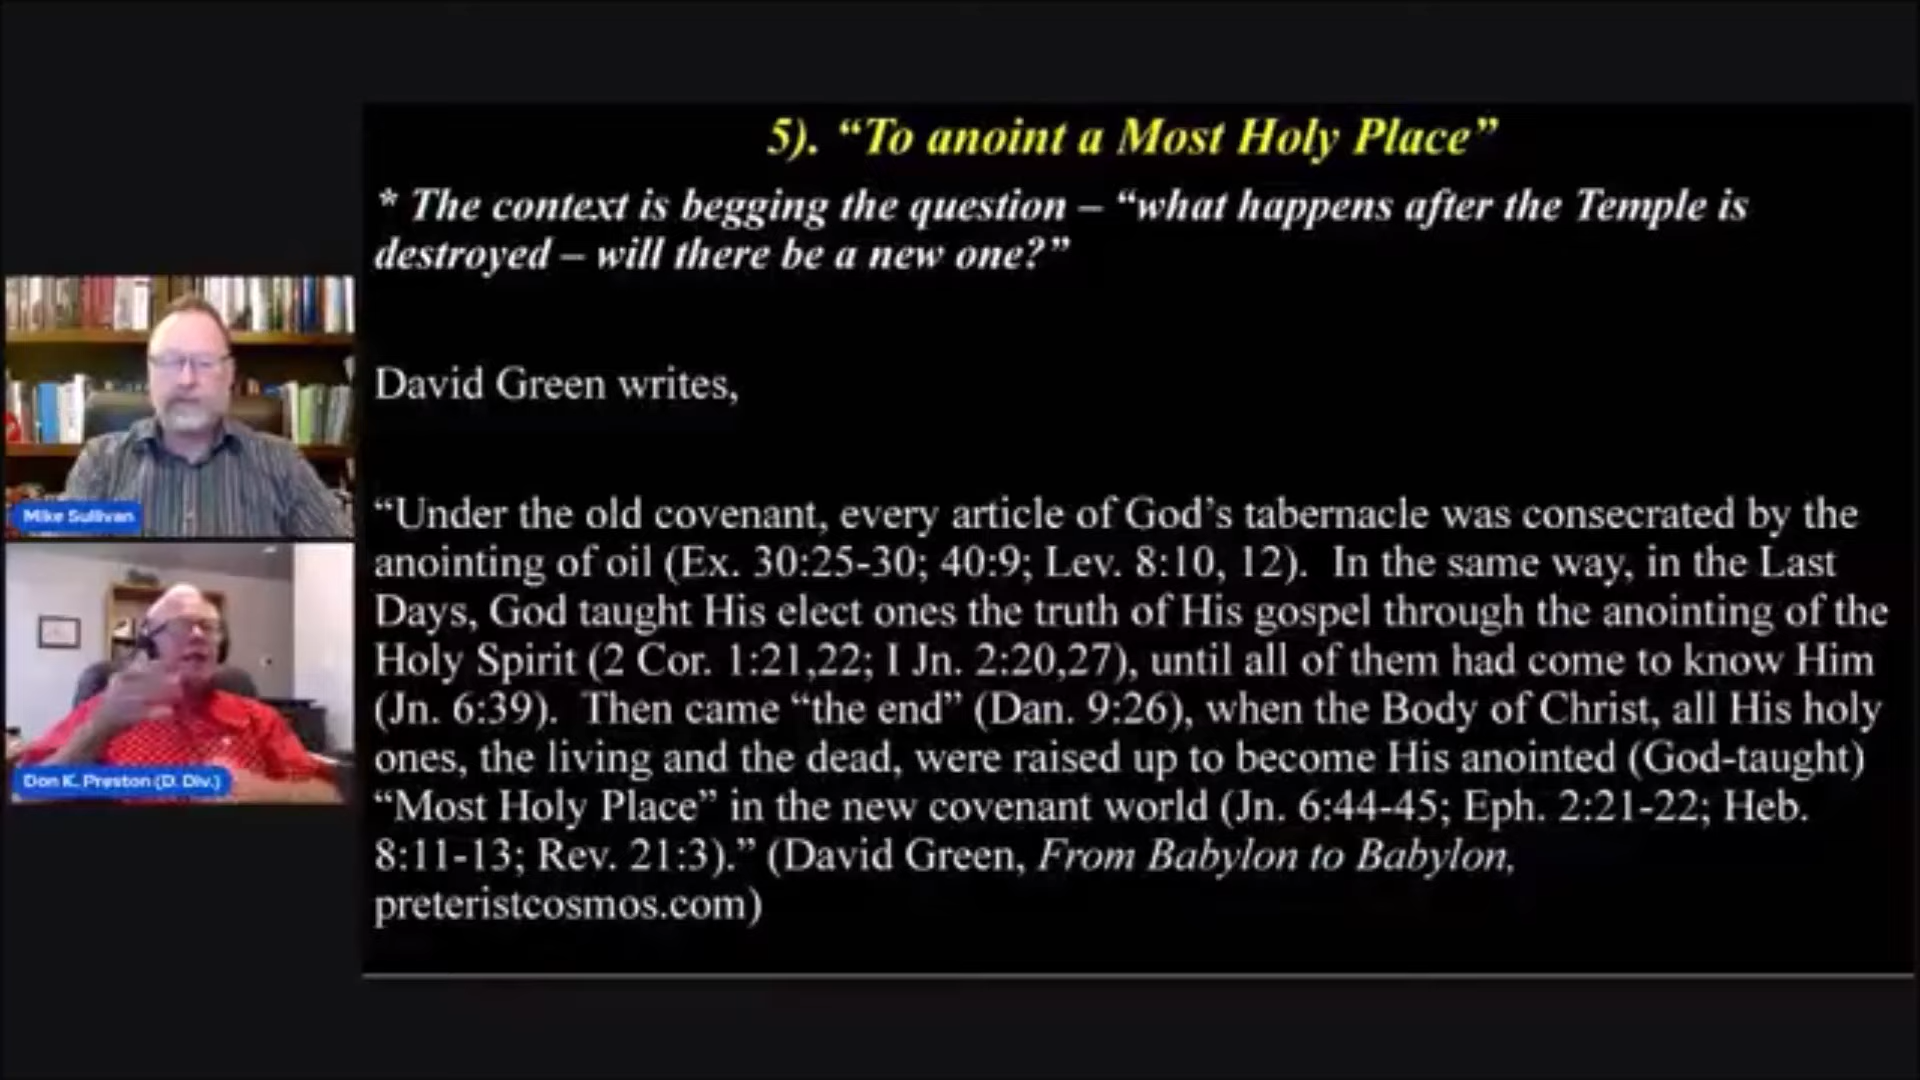 5). “To anoint a Most Holy Place”
* The context is begging the question – “what happens after the Temple is
destroyed – will there be a new one?”
David Green writes,
“Under the old covenant, every article of God’s tabernacle was consecrated by the
anointing of oil (Ex. 30:25-30; 40:9; Lev. 8:10, 12).  In the same way, in the Last
Days, God taught His elect ones the truth of His gospel through the anointing of the
Holy Spirit (2 Cor. 1:21,22; I Jn. 2:20,27), until all of them had come to know Him
(Jn. 6:39).  Then came “the end” (Dan. 9:26), when the Body of Christ, all His holy
ones, the living and the dead, were raised up to become His anointed (God-taught)
“Most Holy Place” in the new covenant world (Jn. 6:44-45; Eph. 2:21-22; Heb.
8:11-13; Rev. 21:3).” (David Green, From Babylon to Babylon,
preteristcosmos.com)
Mike Sullivan
Don K. Preston (D. Div.)